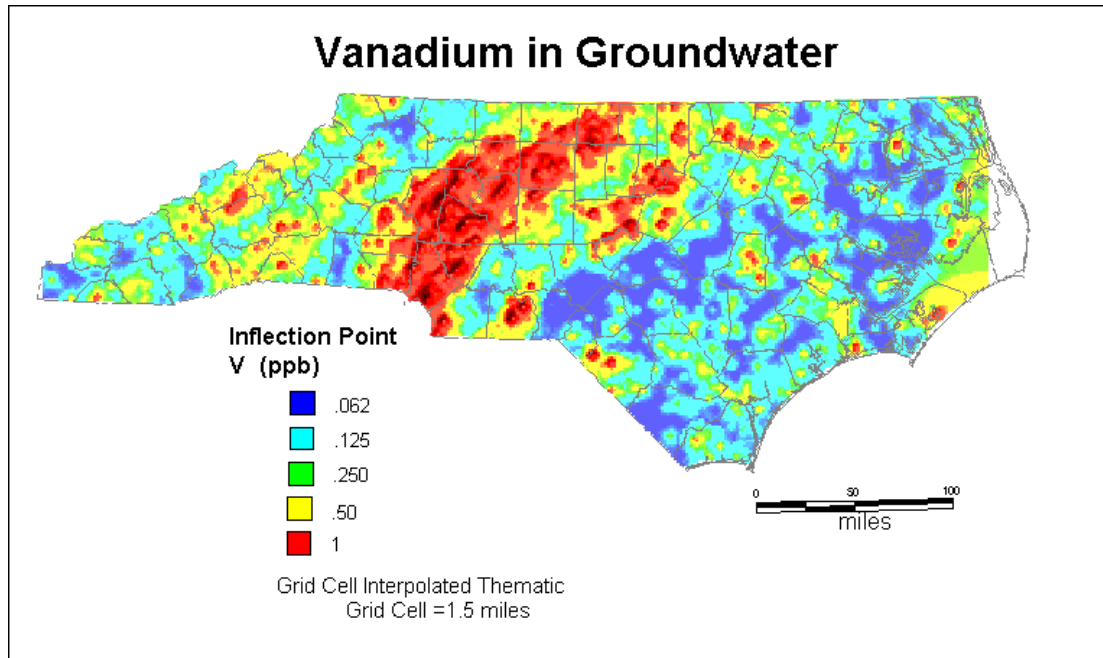 Vanadium in Groundwater
Inflection Point
V (ppb)
.062
.125
.250
.50
1
0 50 100
miles
Grid Cell Interpolated Thematic
Grid Cell =1.5 miles